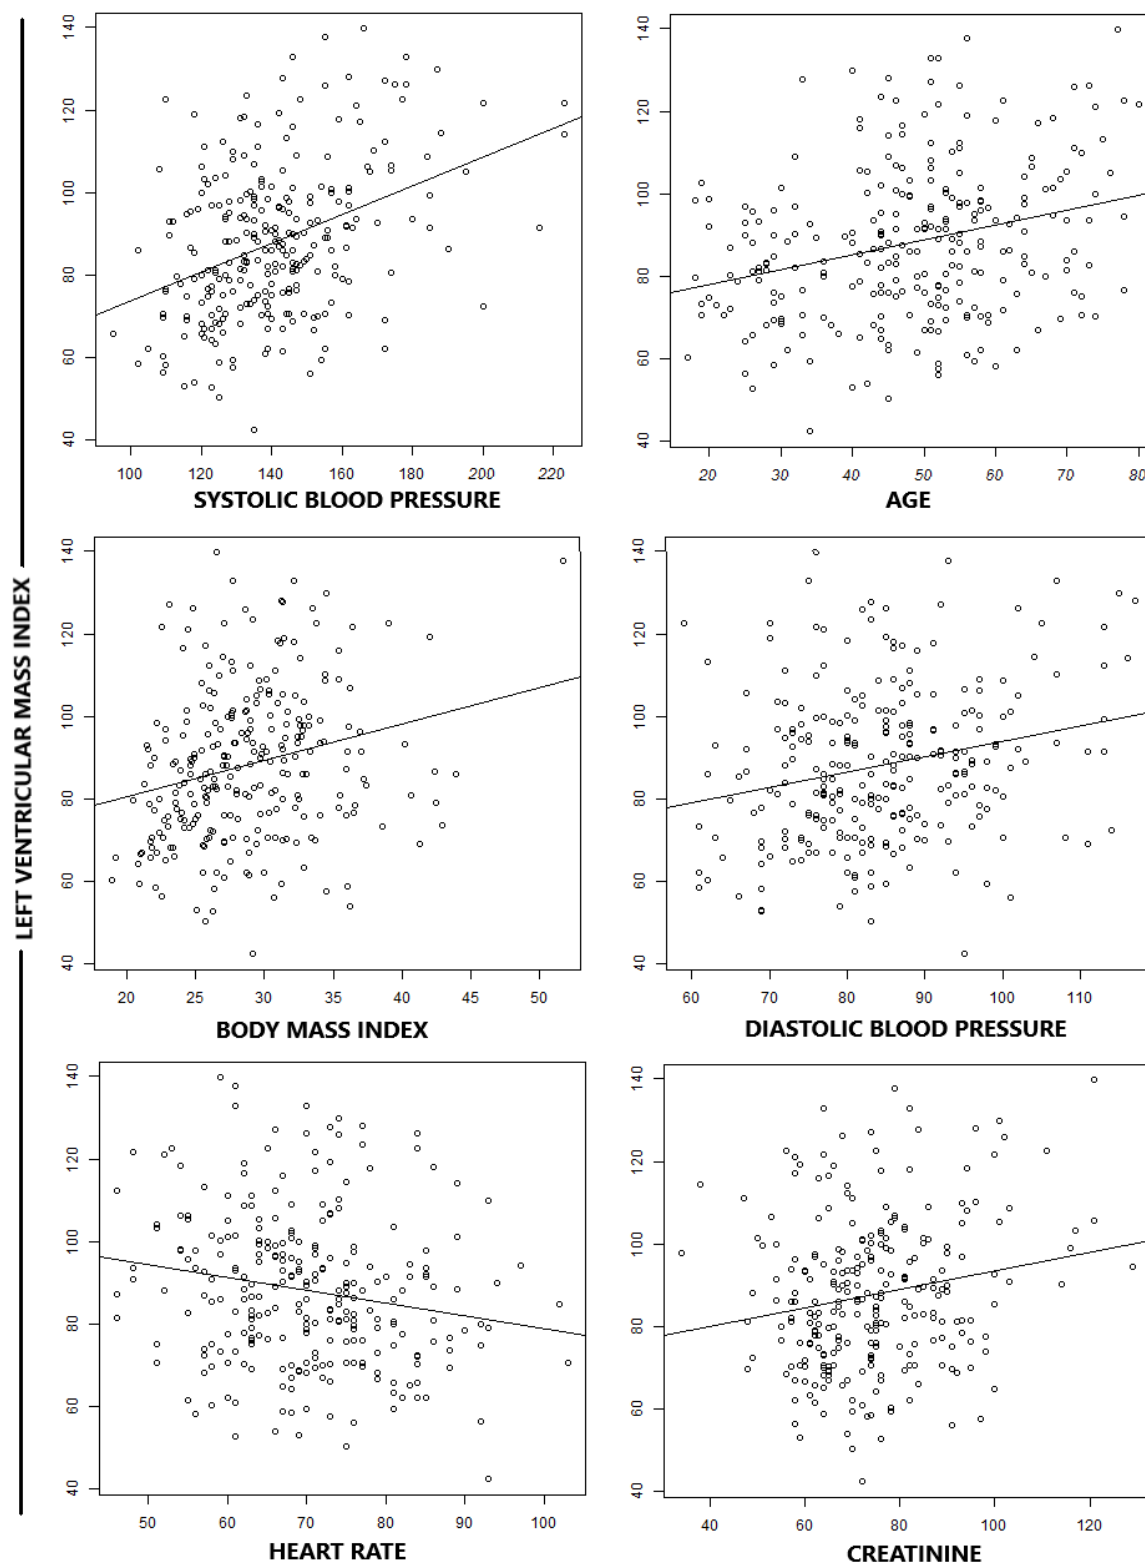 LEFT VENTRICULAR MASS INDEX
140
120
100
80
60
40
100 120 140 160 180 200 220
SYSTOLIC BLOOD PRESSURE
140
120
100
80
60
40
20 30 40 50 60 70 80
AGE
140
120
100
80
60
40
20 25 30 35 40 45 50
BODY MASS INDEX
140
120
100
80
60
40
60 70 80 90 100 110
DIASTOLIC BLOOD PRESSURE
140
120
100
80
60
40
50 60 70 80 90 100
HEART RATE
140
120
100
80
60
40
40 60 80 100 120
CREATININE